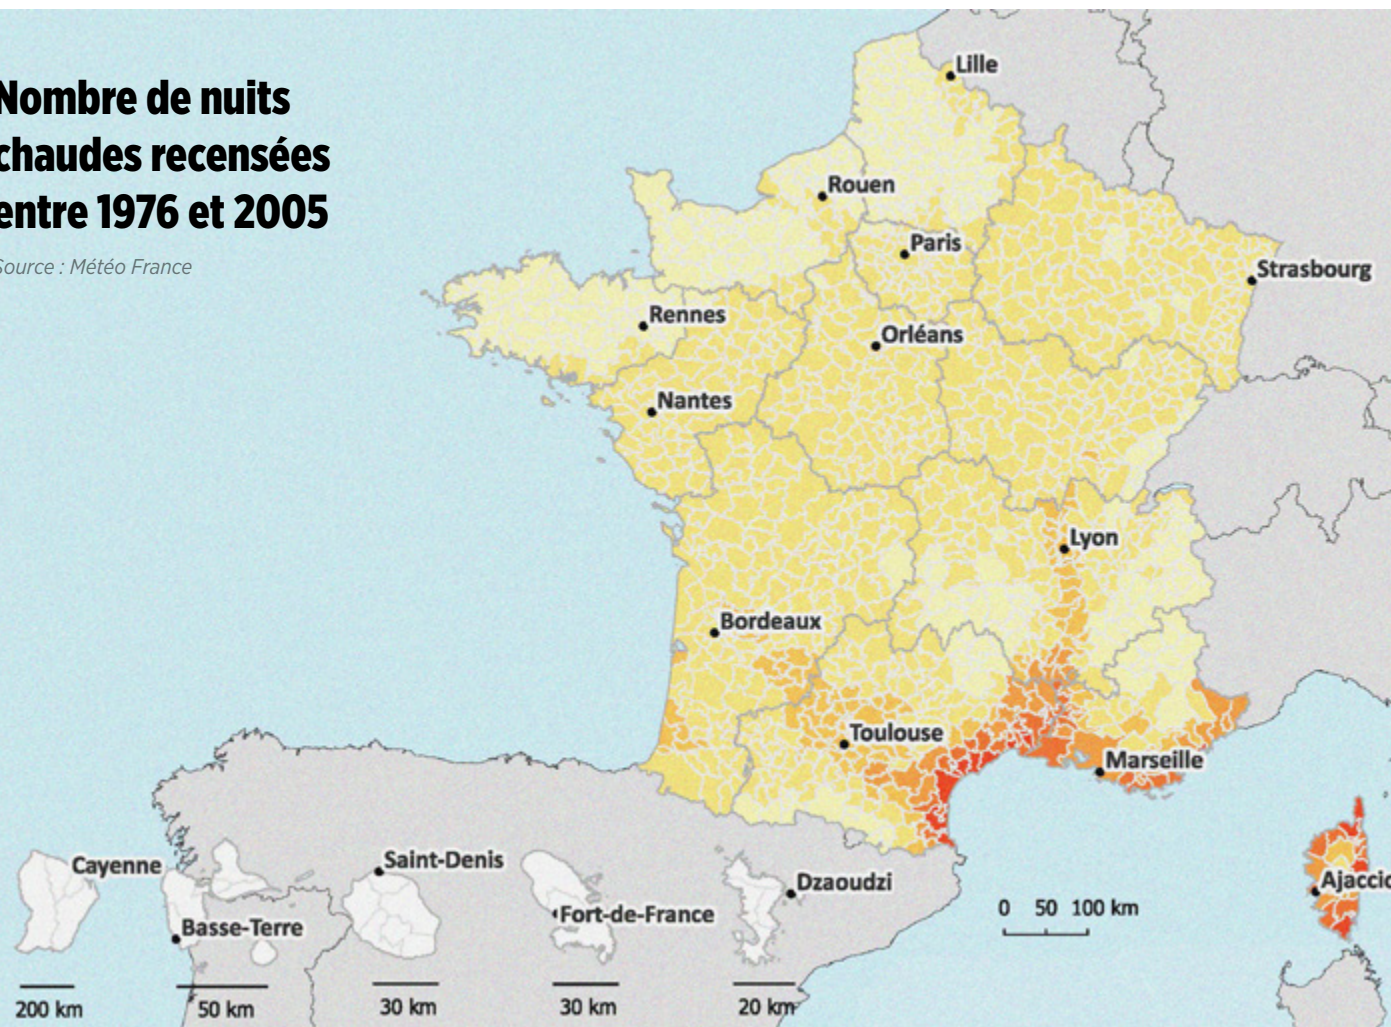 Nombre de nuits
chaudes recensées
entre 1976 et 2005
Source : Météo France
Lille
Rouen
Paris
Strasbourg
Rennes
Orléans
Nantes
Lyon
Bordeaux
Toulouse
Marseille
Ajaccio
Cayenne
Saint-Denis
Dzaoudzi
Fort-de-France
Basse-Terre
0 50 100 km
200 km
50 km
30 km
30 km
20 km